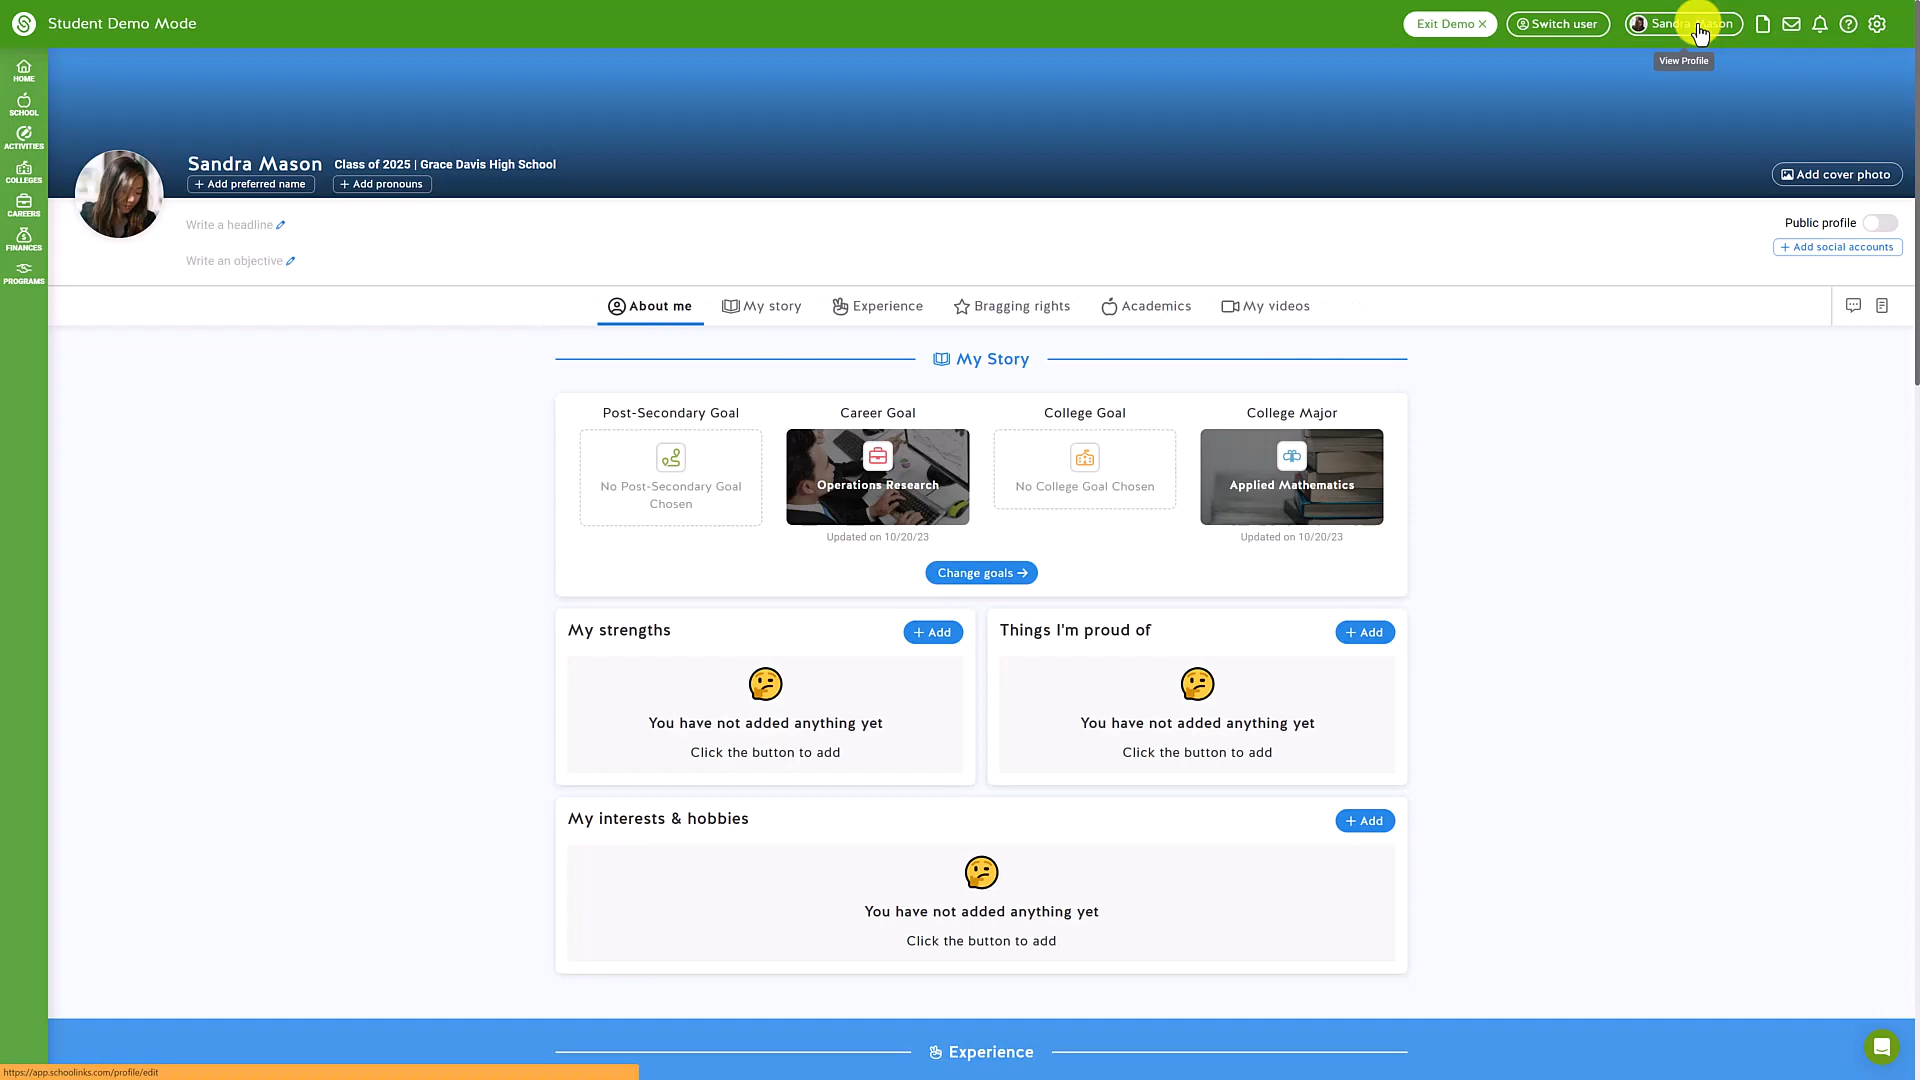 Student Demo Mode
Exit Demo ×
Switch user
Sandra Mason
View Profile
HOME
SCHOOL
ACTIVITIES
COLLEGES
CAREERS
FINANCES
PROGRAMS
Sandra Mason Class of 2025 | Grace Davis High School
+ Add preferred name
+ Add pronouns
Add cover photo
Write a headline
Public profile
+ Add social accounts
Write an objective
About me
My story
Experience
Bragging rights
Academics
My videos
My Story
Post-Secondary Goal
Career Goal
College Goal
College Major
No Post-Secondary Goal
Chosen
Operations Research
No College Goal Chosen
Applied Mathematics
Updated on 10/20/23
Updated on 10/20/23
Change goals →
My strengths
+ Add
You have not added anything yet
Click the button to add
Things I'm proud of
+ Add
You have not added anything yet
Click the button to add
My interests & hobbies
+ Add
You have not added anything yet
Click the button to add
Experience
https://app.schoolinks.com/profile/edit